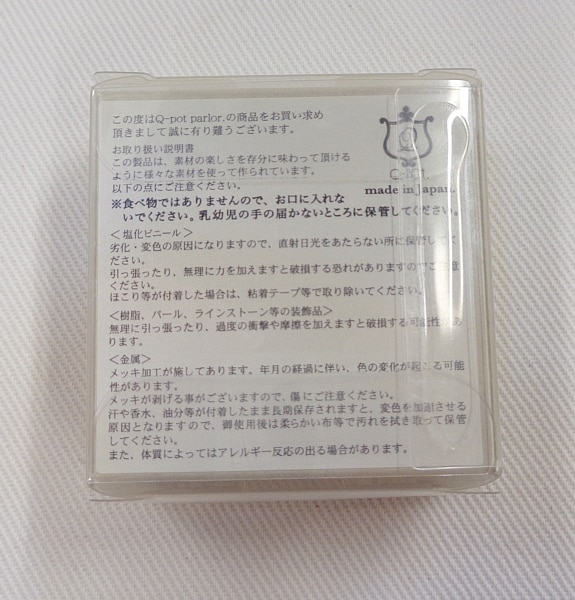 この度はQ-pot parlor.の商品をお買い求め
頂きまして誠に有り難うございます。
お取り扱い説明書
この製品は、素材の楽しさを存分に味わって頂ける
ように様々な素材を使って作られています。
以下の点にご注意ください。
Q-pot.
made in Japan.
※食べ物ではありませんので、お口に入れな
いでください。乳幼児の手の届かないところに保管してください。
＜塩化ビニール＞
劣化・変色の原因になりますので、直射日光をあたらない所に保管してく
ださい。
引っ張ったり、無理に力を加えますと破損する恐れがありますのでご注意
ください。
ほこり等が付着した場合は、粘着テープ等で取り除いてください。
＜樹脂、パール、ラインストーン等の装飾品＞
無理に引っ張ったり、過度の衝撃や摩擦を加えますと破損する可能性があ
ります。
＜金属＞
メッキ加工が施してあります。年月の経過に伴い、色の変化が起こる可能
性があります。
メッキが剥げる事がございますので、傷にご注意ください。
汗や香水、油分等が付着したまま長期保存されますと、変色を加速させる
原因となりますので、御使用後は柔らかい布等で汚れを拭き取って保管
してください。
また、体質によってはアレルギー反応の出る場合があります。